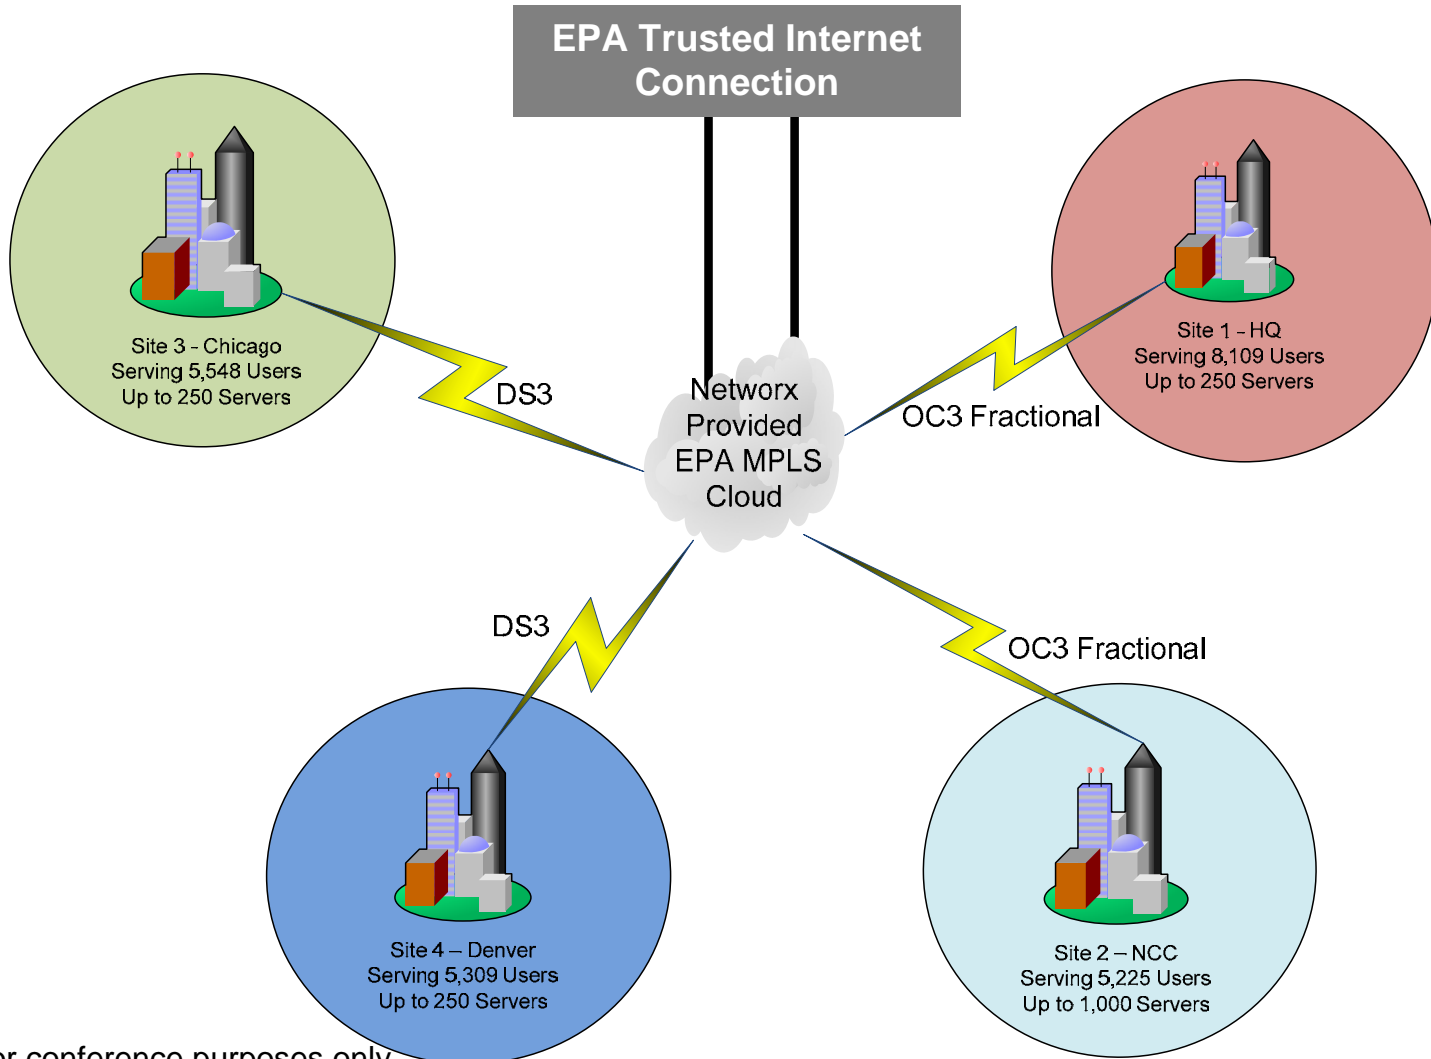 EPA Trusted Internet
Connection
Site 3 - Chicago
Serving 5,548 Users
Up to 250 Servers
DS3
Networx
Provided
EPA MPLS
Cloud
OC3 Fractional
Site 1 - HQ
Serving 8,109 Users
Up to 250 Servers
DS3
OC3 Fractional
Site 4 – Denver
Serving 5,309 Users
Up to 250 Servers
Site 2 – NCC
Serving 5,225 Users
Up to 1,000 Servers
conference purposes only